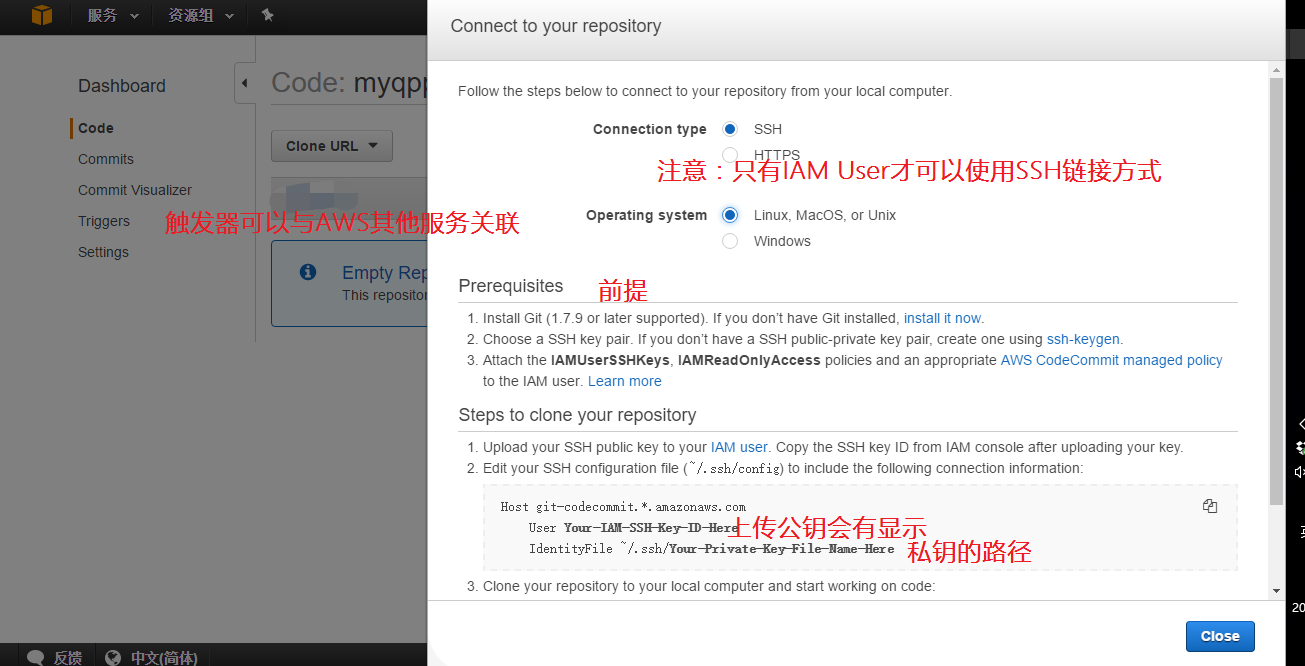 服务 资源组
Connect to your repository
Dashboard
Code: myqpp
Code
Commits
Commit Visualizer
Triggers
Settings
Clone URL
触发器可以与AWS其他服务关联
Empty Rep
This repositor
Follow the steps below to connect to your repository from your local computer.
Connection type SSH
HTTPS
注意：只有IAM User才可以使用SSH链接方式
Operating system Linux, MacOS, or Unix
Windows
Prerequisites 前提
1. Install Git (1.7.9 or later supported). If you don’t have Git installed, install it now.
2. Choose a SSH key pair. If you don’t have a SSH public-private key pair, create one using ssh-keygen.
3. Attach the IAMUserSSHKeys, IAMReadOnlyAccess policies and an appropriate AWS CodeCommit managed policy
to the IAM user. Learn more
Steps to clone your repository
1. Upload your SSH public key to your IAM user. Copy the SSH key ID from IAM console after uploading your key.
2. Edit your SSH configuration file (~/.ssh/config) to include the following connection information:
Host git-codecommit.*.amazonaws.com
User Your-IAM-SSH-Key-ID-Here 上传公钥会有显示
IdentityFile ~/.ssh/Your-Private-Key-File-Name-Here 私钥的路径
3. Clone your repository to your local computer and start working on code:
Close
反馈 中文(简体)
英
20